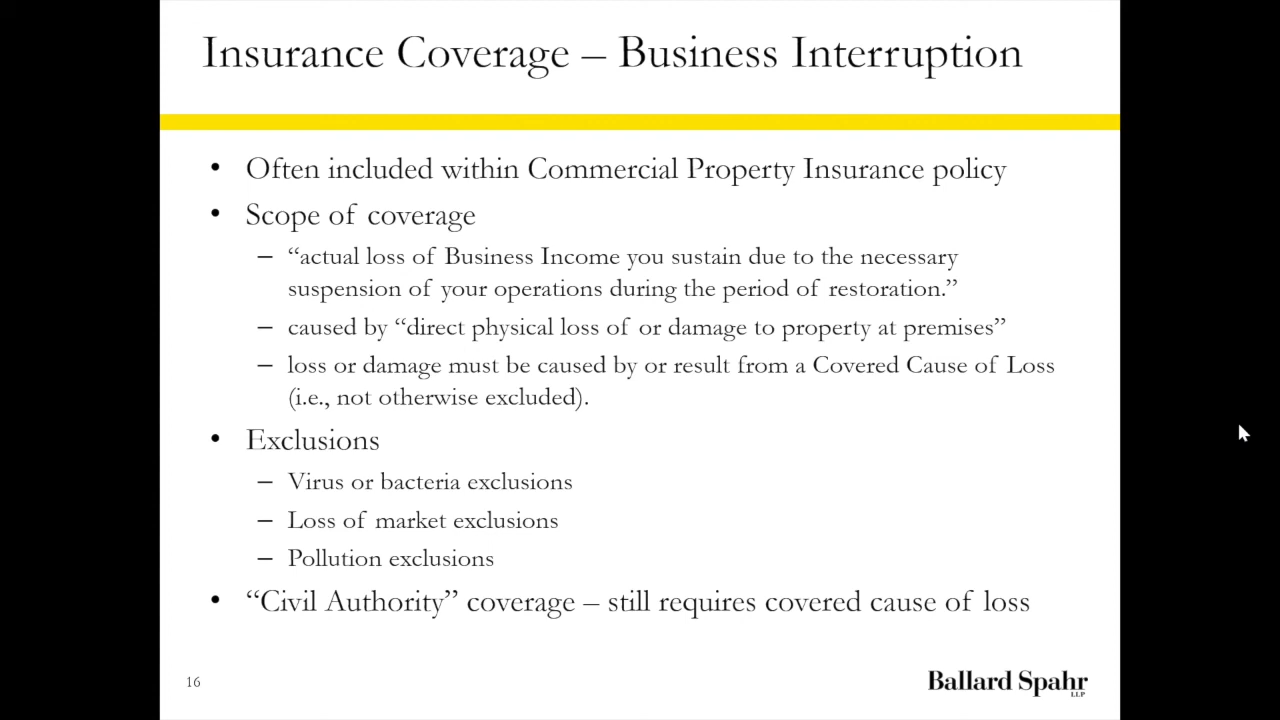 Insurance Coverage – Business Interruption
• Often included within Commercial Property Insurance policy
• Scope of coverage
– “actual loss of Business Income you sustain due to the necessary
suspension of your operations during the period of restoration.”
– caused by “direct physical loss of or damage to property at premises”
– loss or damage must be caused by or result from a Covered Cause of Loss
(i.e., not otherwise excluded).
• Exclusions
– Virus or bacteria exclusions
– Loss of market exclusions
– Pollution exclusions
• “Civil Authority” coverage – still requires covered cause of loss
16
Ballard Spahr
LLP